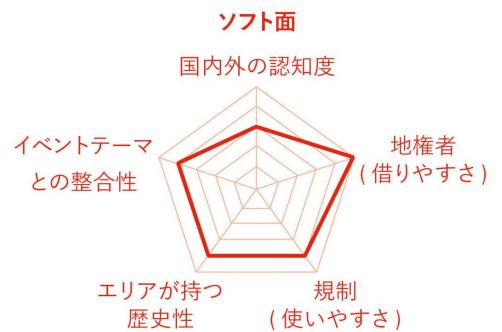 ソフト面
国内外の認知度
イベントテーマ
との整合性
地権者
(借りやすさ)
エリアが持つ
歴史性
規制
(使いやすさ)